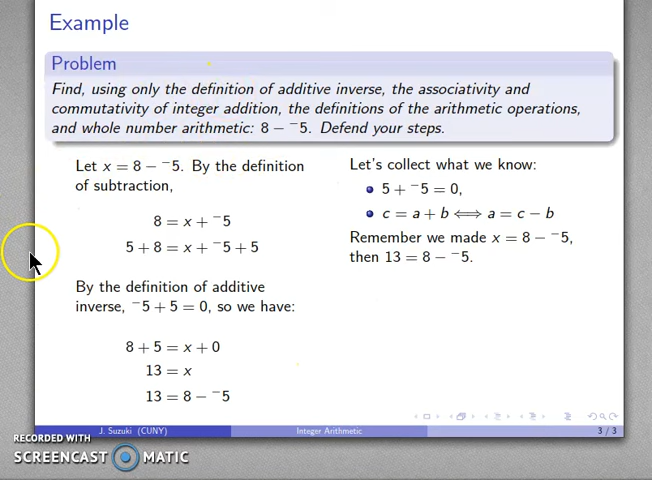 Example
Problem
Find, using only the definition of additive inverse, the associativity and
commutativity of integer addition, the definitions of the arithmetic operations,
and whole number arithmetic: 8 − ⁻5. Defend your steps.
Let x = 8 − ⁻5. By the definition
of subtraction,
8 = x + ⁻5
5 + 8 = x + ⁻5 + 5
By the definition of additive
inverse, ⁻5 + 5 = 0, so we have:
8 + 5 = x + 0
13 = x
13 = 8 − ⁻5
Let's collect what we know:
5 + ⁻5 = 0,
c = a + b ⟺ a = c − b
Remember we made x = 8 − ⁻5,
then 13 = 8 − ⁻5.
J. Suzuki (CUNY) Integer Arithmetic 3 / 3
RECORDED WITH
SCREENCAST MATIC